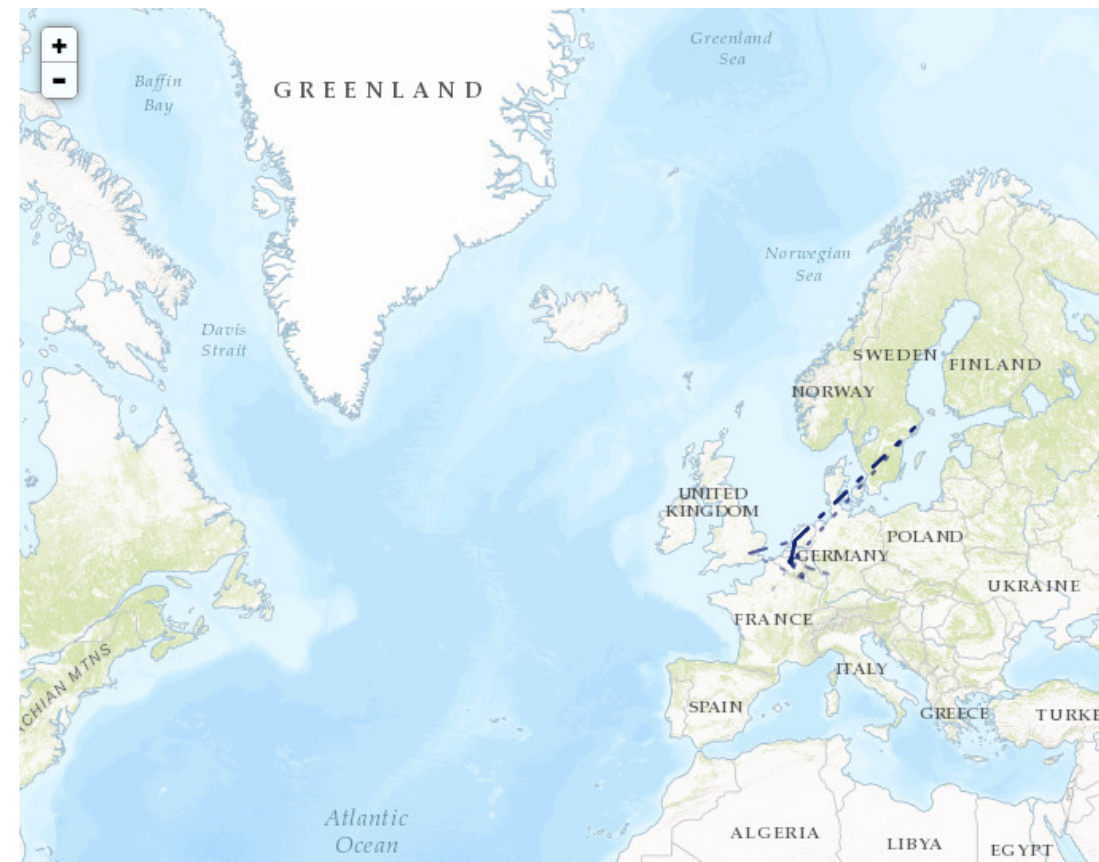 +
-
Baffin
Bay
GREENLAND
Greenland
Sea
Norwegian
Sea
Davis
Strait
SWEDEN
FINLAND
NORWAY
UNITED
KINGDOM
GERMANY
POLAND
UKRAINE
FRANCE
ITALY
SPAIN
GREECE
TURKE
CHIAN MTNS
Atlantic
Ocean
ALGERIA
LIBYA
EGYPT